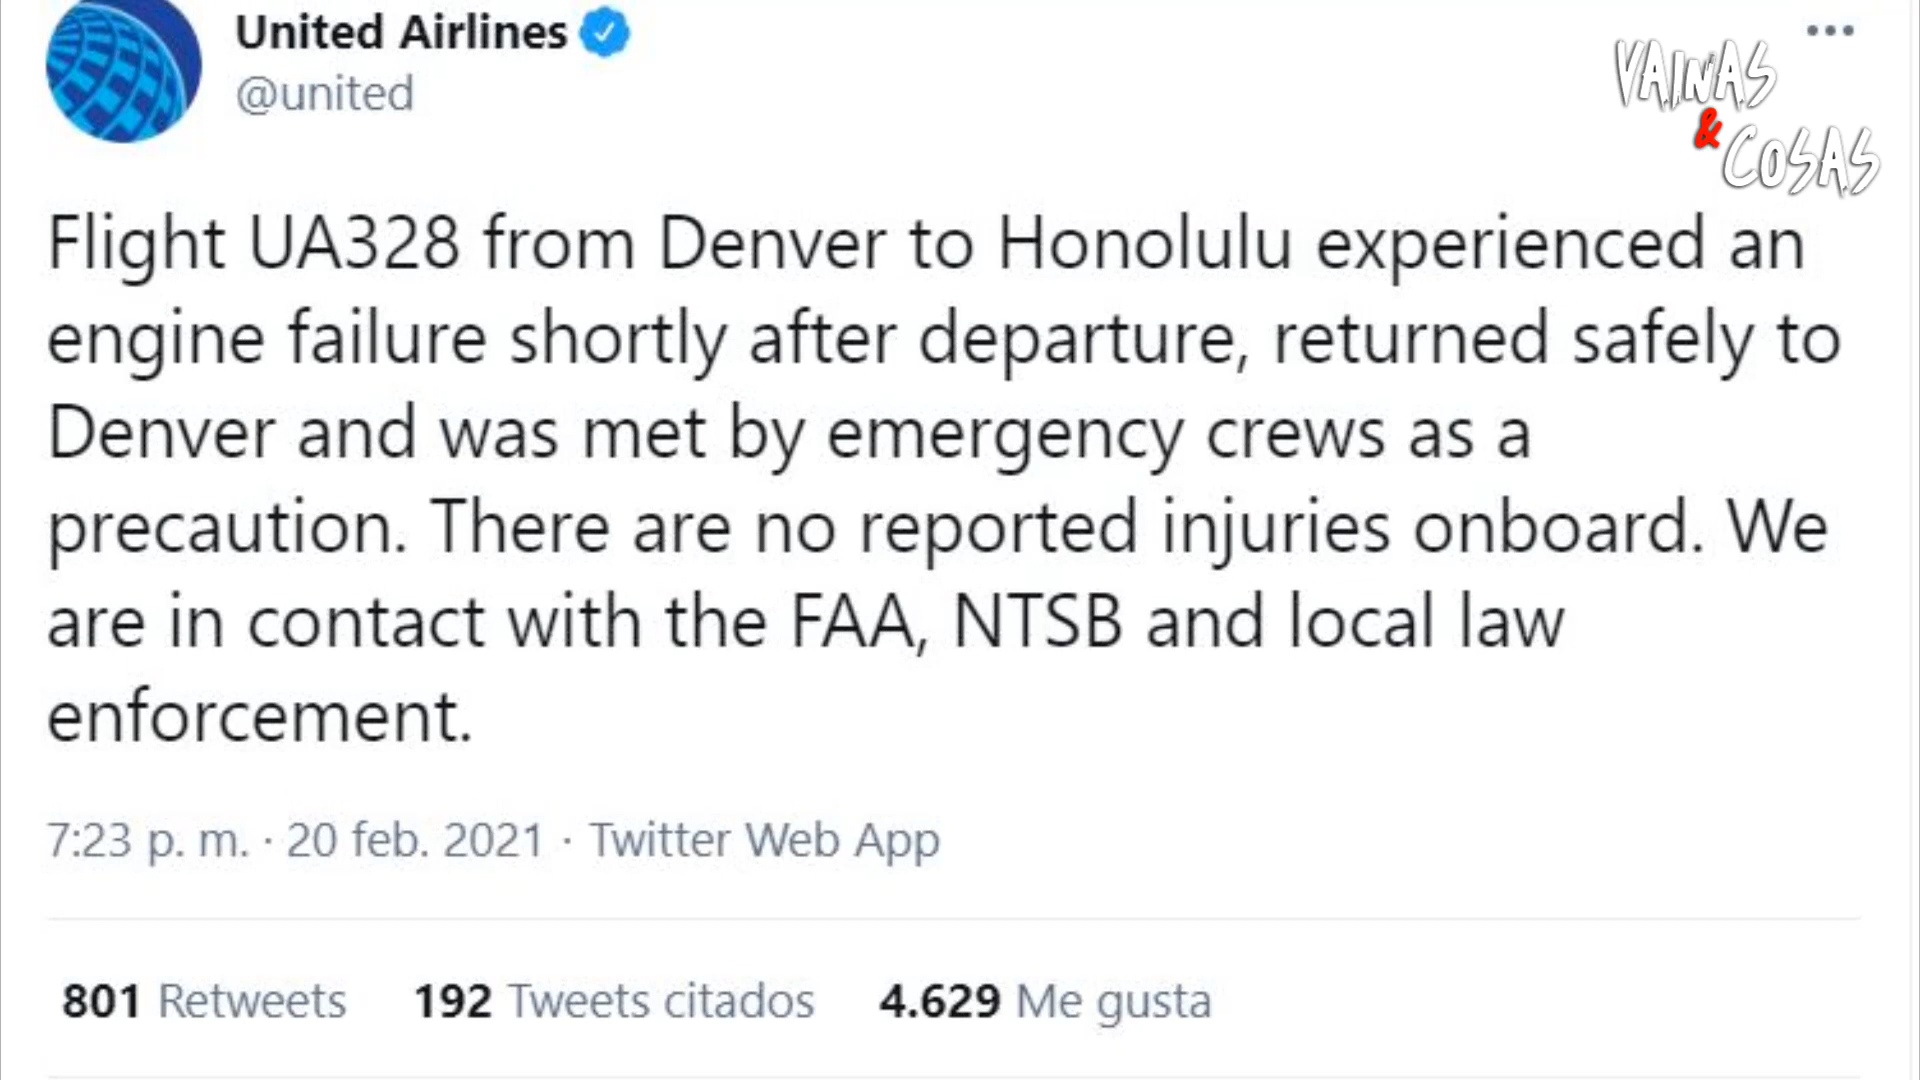 United Airlines
@united
VAINAS
&
COSAS
Flight UA328 from Denver to Honolulu experienced an
engine failure shortly after departure, returned safely to
Denver and was met by emergency crews as a
precaution. There are no reported injuries onboard. We
are in contact with the FAA, NTSB and local law
enforcement.
7:23 p. m. · 20 feb. 2021 · Twitter Web App
801 Retweets 192 Tweets citados 4.629 Me gusta